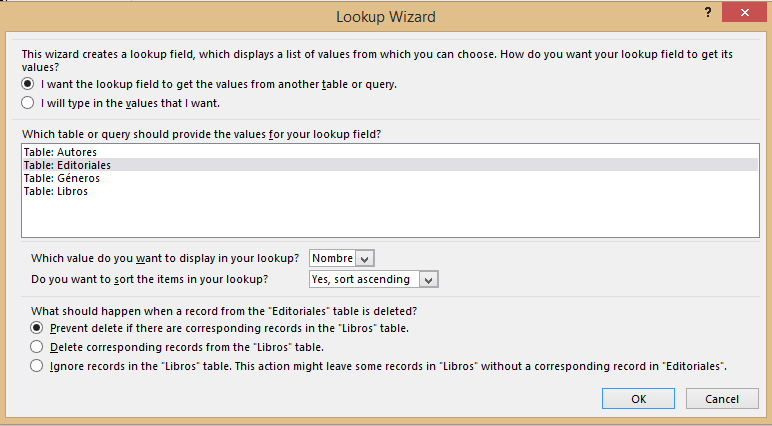 Lookup Wizard
?
This wizard creates a lookup field, which displays a list of values from which you can choose. How do you want your lookup field to get its
values?
I want the lookup field to get the values from another table or query.
I will type in the values that I want.
Which table or query should provide the values for your lookup field?
Table: Autores
Table: Editoriales
Table: Géneros
Table: Libros
Which value do you want to display in your lookup? Nombre
Do you want to sort the items in your lookup? Yes, sort ascending
What should happen when a record from the "Editoriales" table is deleted?
Prevent delete if there are corresponding records in the "Libros" table.
Delete corresponding records from the "Libros" table.
Ignore records in the "Libros" table. This action might leave some records in "Libros" without a corresponding record in "Editoriales".
OK
Cancel